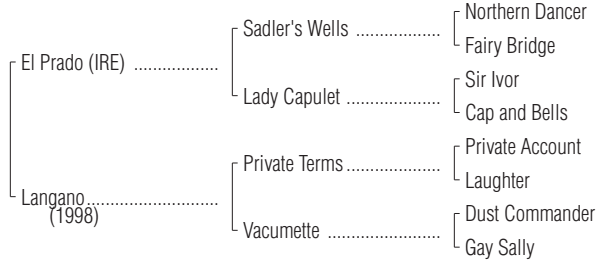 Northern Dancer
Sadler's Wells ...................
Fairy Bridge
El Prado (IRE) ...................
Sir Ivor
Lady Capulet .....................
Cap and Bells
Private Account
Private Terms .....................
Laughter
Langano ..............................
(1998)
Dust Commander
Vacumette .......................
Gay Sally